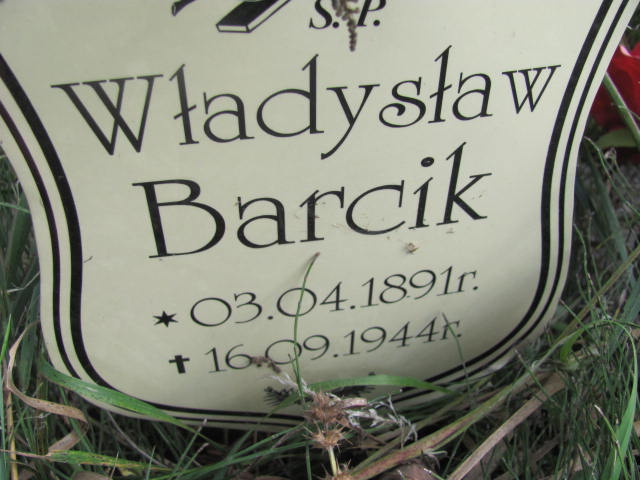 Ś. P.
Władysław
Barcik
* 03.04.1891r.
✝ 16.09.1944r.